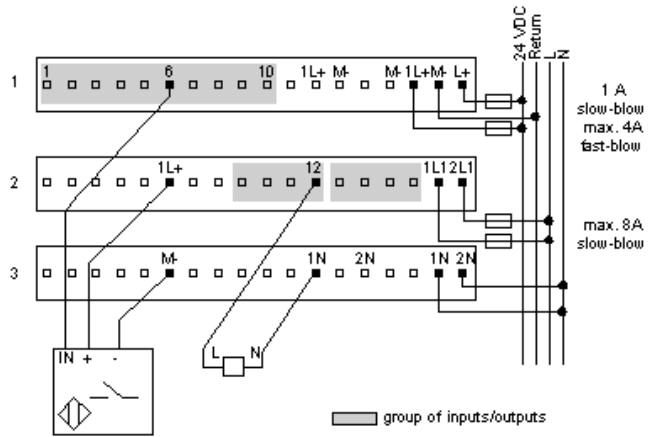 24 VDC
Return
L
N
1
1 6 10 1L+ M- M- 1L+ M- L+
1 A
slow-blow
max. 4A
fast-blow
2
1L+ 12 1L1 2L1
max. 8A
slow-blow
3
M- 1N 2N 1N 2N
IN + -
L N
group of inputs/outputs